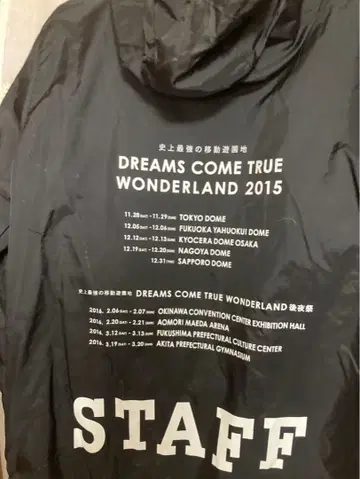 史上最強の移動遊園地
DREAMS COME TRUE
WONDERLAND 2015
11.28(SAT)-11.29(SUN) TOKYO DOME
12.05(SAT)-12.06(SUN) FUKUOKA YAHUOKU! DOME
12.12(SAT)-12.13(SUN) KYOCERA DOME OSAKA
12.19(SAT)-12.20(SUN) NAGOYA DOME
12.31(THU) SAPPORO DOME
史上最強の移動遊園地 DREAMS COME TRUE WONDERLAND 後夜祭
2016. 2.06(SAT)- 2.07(SUN) OKINAWA CONVENTION CENTER EXHIBITION HALL
2016. 2.20(SAT)- 2.21(SUN) AOMORI MAEDA ARENA
2016. 3.12(SAT)- 3.13(SUN) FUKUSHIMA PREFECTURAL CULTURE CENTER
2016. 3.19(SAT)- 3.20(SUN) AKITA PREFECTURAL GYMNASIUM
STAFF